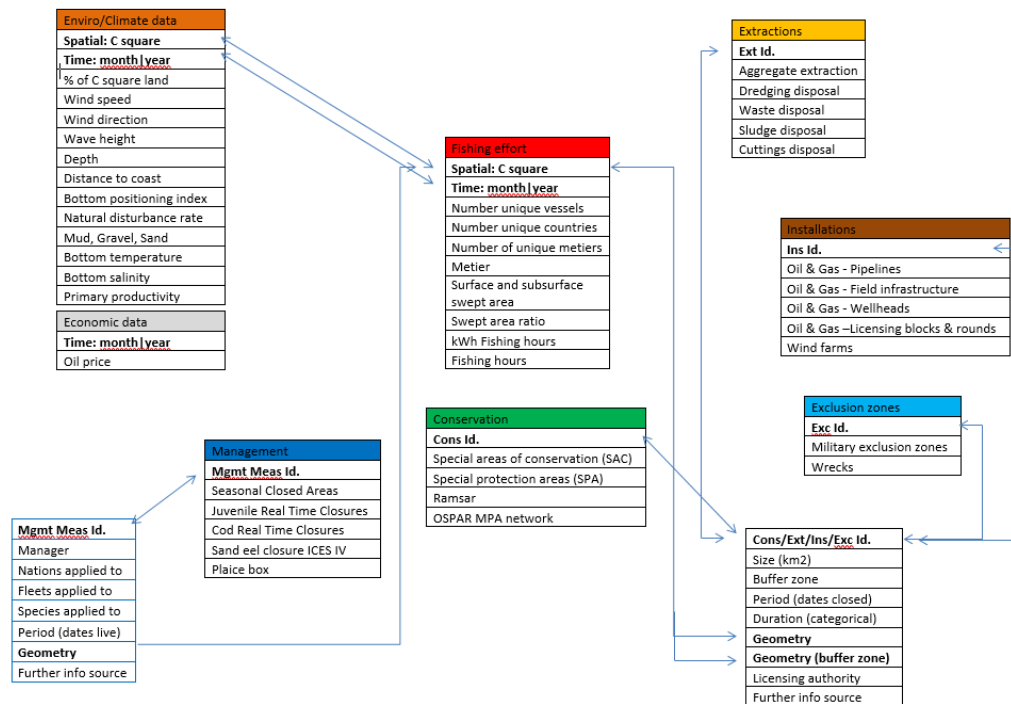 Enviro/Climate data
Spatial: C square
Time: month|year
% of C square land
Wind speed
Wind direction
Wave height
Depth
Distance to coast
Bottom positioning index
Natural disturbance rate
Mud, Gravel, Sand
Bottom temperature
Bottom salinity
Primary productivity
Economic data
Time: month|year
Oil price
Fishing effort
Spatial: C square
Time: month|year
Number unique vessels
Number unique countries
Number of unique metiers
Metier
Surface and subsurface
swept area
Swept area ratio
kWh Fishing hours
Fishing hours
Extractions
Ext Id.
Aggregate extraction
Dredging disposal
Waste disposal
Sludge disposal
Cuttings disposal
Installations
Ins Id.
Oil & Gas - Pipelines
Oil & Gas - Field infrastructure
Oil & Gas - Wellheads
Oil & Gas –Licensing blocks & rounds
Wind farms
Exclusion zones
Exc Id.
Military exclusion zones
Wrecks
Conservation
Cons Id.
Special areas of conservation (SAC)
Special protection areas (SPA)
Ramsar
OSPAR MPA network
Management
Mgmt Meas Id.
Seasonal Closed Areas
Juvenile Real Time Closures
Cod Real Time Closures
Sand eel closure ICES IV
Plaice box
Mgmt Meas Id.
Manager
Nations applied to
Fleets applied to
Species applied to
Period (dates live)
Geometry
Further info source
Cons/Ext/Ins/Exc Id.
Size (km2)
Buffer zone
Period (dates closed)
Duration (categorical)
Geometry
Geometry (buffer zone)
Licensing authority
Further info source